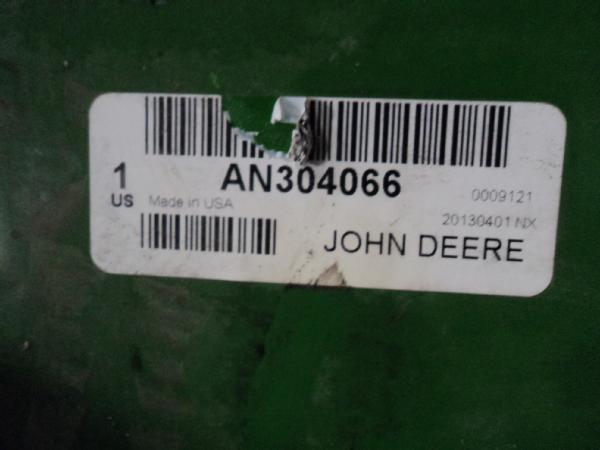 1 AN304066 0009121
US Made in USA
20130401 NX
JOHN DEERE